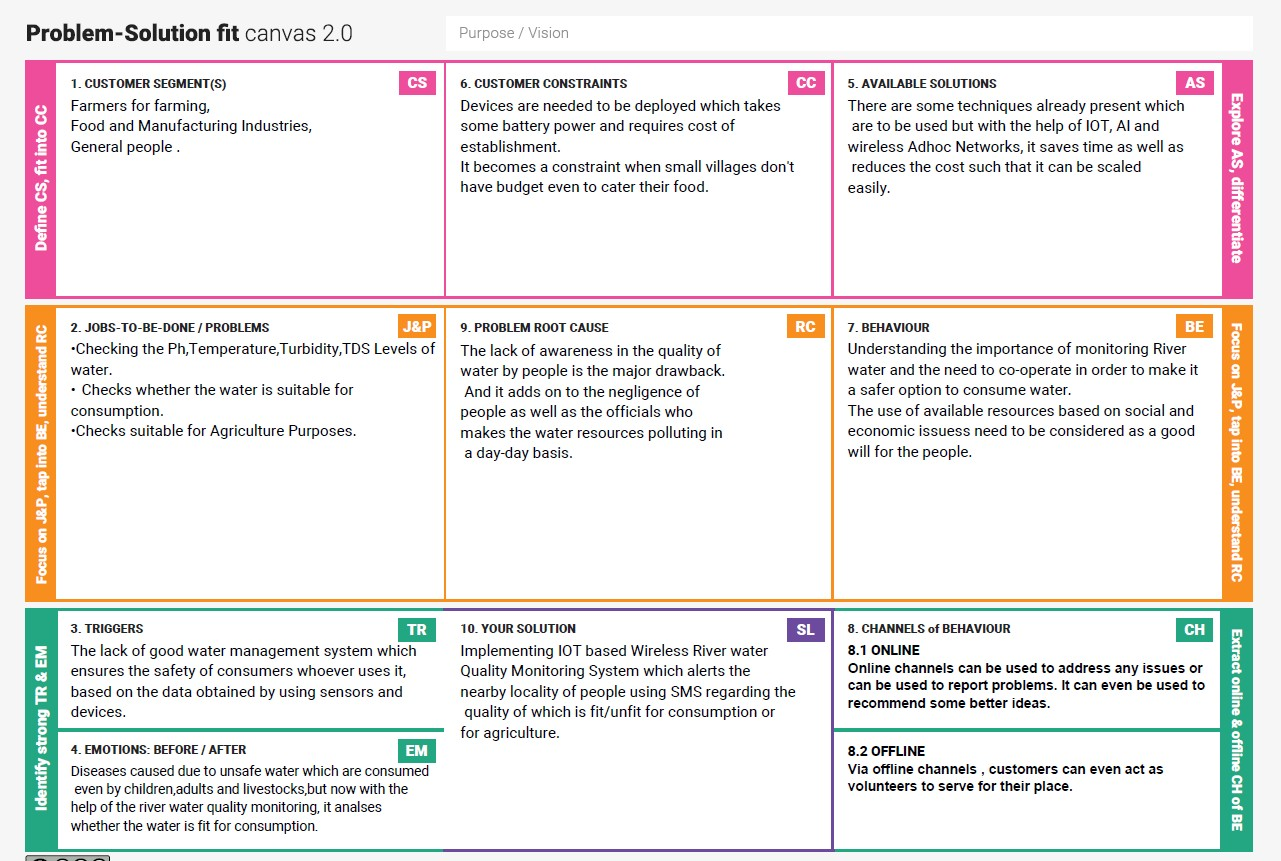 Problem-Solution fit canvas 2.0
Purpose / Vision
Define CS, fit into CC
1. CUSTOMER SEGMENT(S)
CS
Farmers for farming,
Food and Manufacturing Industries,
General people .
6. CUSTOMER CONSTRAINTS
CC
Devices are needed to be deployed which takes
some battery power and requires cost of
establishment.
It becomes a constraint when small villages don't
have budget even to cater their food.
5. AVAILABLE SOLUTIONS
AS
There are some techniques already present which
are to be used but with the help of IOT, AI and
wireless Adhoc Networks, it saves time as well as
reduces the cost such that it can be scaled
easily.
Explore AS, differentiate
Focus on J&P, tap into BE, understand RC
2. JOBS-TO-BE-DONE / PROBLEMS
J&P
•Checking the Ph,Temperature,Turbidity,TDS Levels of
water.
• Checks whether the water is suitable for
consumption.
•Checks suitable for Agriculture Purposes.
9. PROBLEM ROOT CAUSE
RC
The lack of awareness in the quality of
water by people is the major drawback.
And it adds on to the negligence of
people as well as the officials who
makes the water resources polluting in
a day-day basis.
7. BEHAVIOUR
BE
Understanding the importance of monitoring River
water and the need to co-operate in order to make it
a safer option to consume water.
The use of available resources based on social and
economic issuess need to be considered as a good
will for the people.
Focus on J&P, tap into BE, understand RC
Identify strong TR & EM
3. TRIGGERS
TR
The lack of good water management system which
ensures the safety of consumers whoever uses it,
based on the data obtained by using sensors and
devices.
4. EMOTIONS: BEFORE / AFTER
EM
Diseases caused due to unsafe water which are consumed
even by children,adults and livestocks,but now with the
help of the river water quality monitoring, it analses
whether the water is fit for consumption.
10. YOUR SOLUTION
SL
Implementing IOT based Wireless River water
Quality Monitoring System which alerts the
nearby locality of people using SMS regarding the
quality of which is fit/unfit for consumption or
for agriculture.
8. CHANNELS of BEHAVIOUR
CH
8.1 ONLINE
Online channels can be used to address any issues or
can be used to report problems. It can even be used to
recommend some better ideas.
8.2 OFFLINE
Via offline channels , customers can even act as
volunteers to serve for their place.
Extract online & offline CH of BE